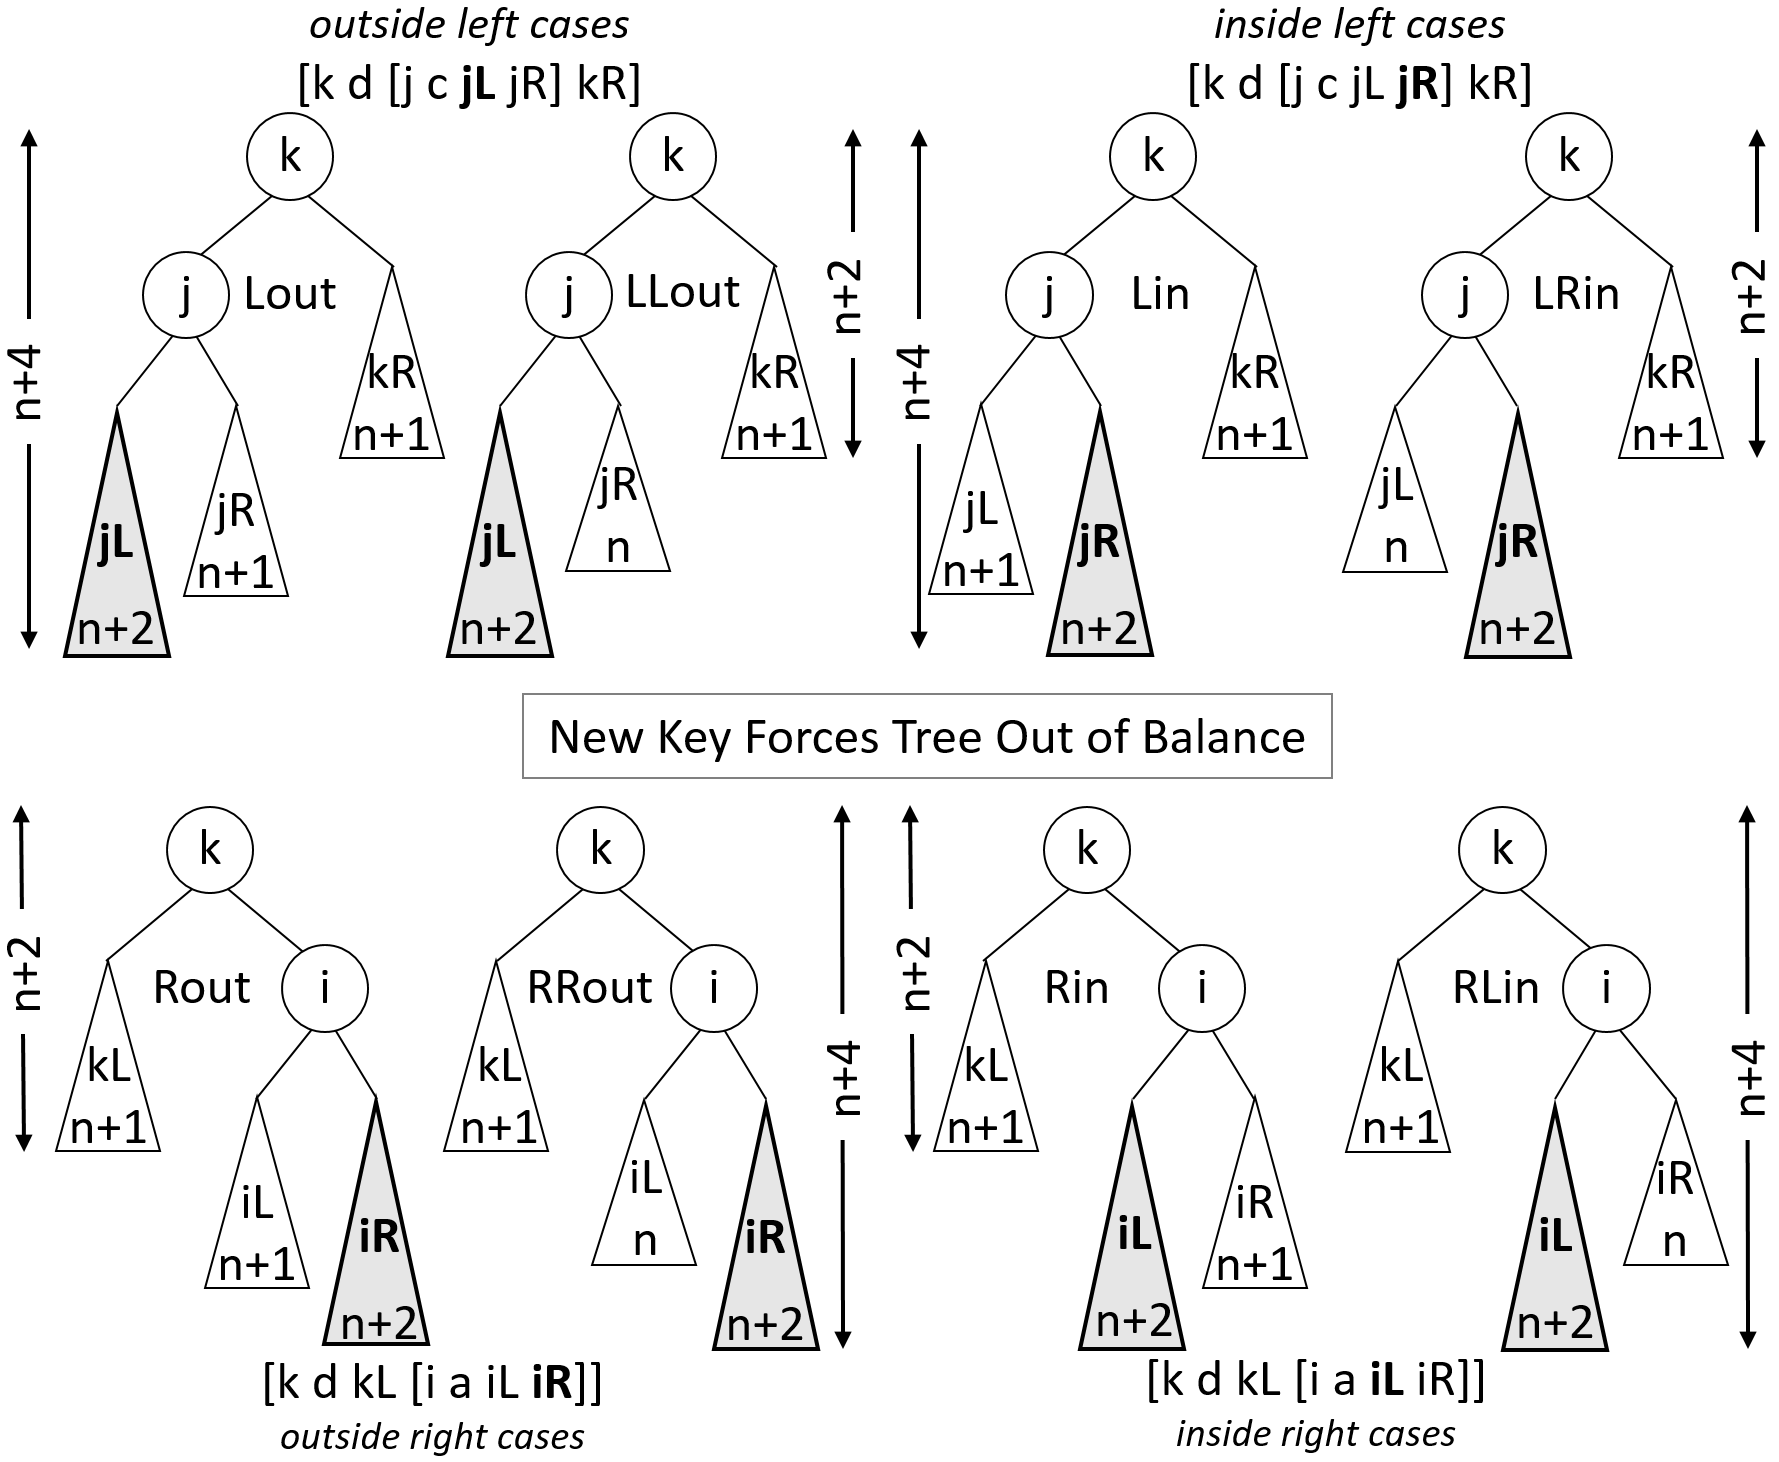 outside left cases
[k d [j c jL jR] kR]
k
k
j
Lout
j
LLout
kR
n+1
kR
n+1
n+4
n+2
jL
n+2
jR
n+1
jL
n+2
jR
n
inside left cases
[k d [j c jL jR] kR]
k
k
j
Lin
j
LRin
kR
n+1
kR
n+1
n+4
n+2
jL
n+1
jR
n+2
jL
n
jR
n+2
New Key Forces Tree Out of Balance
k
k
n+2
Rout
i
RRout
i
kL
n+1
kL
n+1
n+4
iL
n+1
iR
n+2
iL
n
iR
n+2
[k d kL [i a iL iR]]
outside right cases
k
k
n+2
Rin
i
RLin
i
kL
n+1
kL
n+1
n+4
iL
n+2
iR
n+1
iL
n+2
iR
n
[k d kL [i a iL iR]]
inside right cases